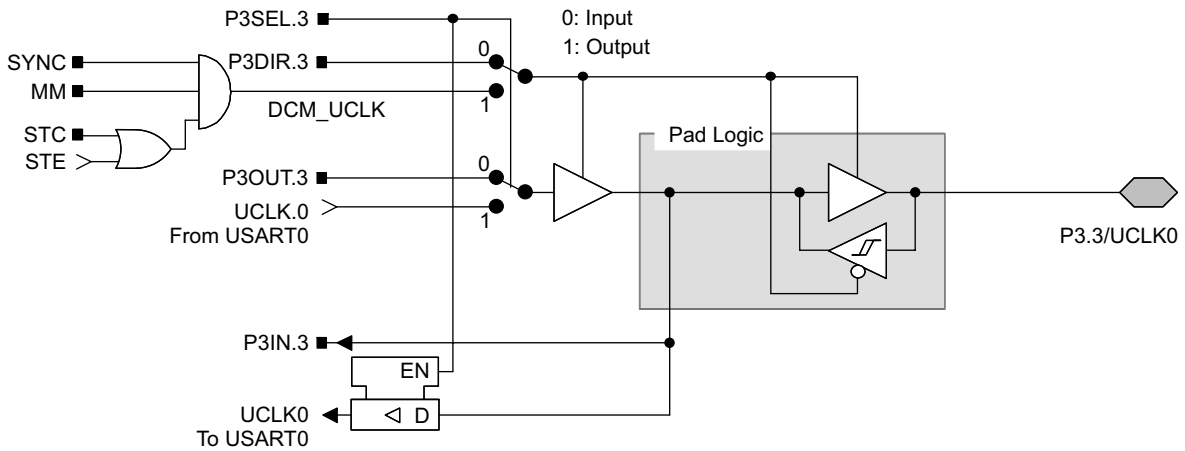 P3SEL.3
0: Input
1: Output
SYNC
P3DIR.3
0
MM
1
DCM_UCLK
STC
STE
Pad Logic
P3OUT.3
0
UCLK.0
1
From USART0
P3.3/UCLK0
P3IN.3
EN
UCLK0
D
To USART0